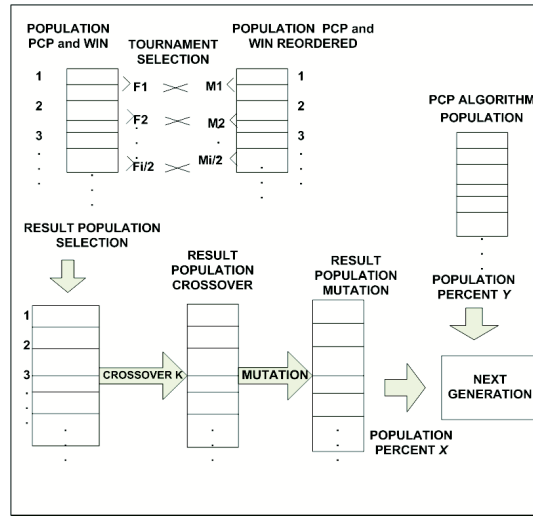 POPULATION
PCP and WIN
TOURNAMENT
SELECTION
POPULATION PCP and
WIN REORDERED
1
F1
M1
1
2
F2
M2
2
3
3
Fi/2
Mi/2
PCP ALGORITHM
POPULATION
RESULT POPULATION
SELECTION
RESULT
POPULATION
CROSSOVER
RESULT
POPULATION
MUTATION
POPULATION
PERCENT Y
1
2
3
CROSSOVER K
MUTATION
NEXT
GENERATION
POPULATION
PERCENT X